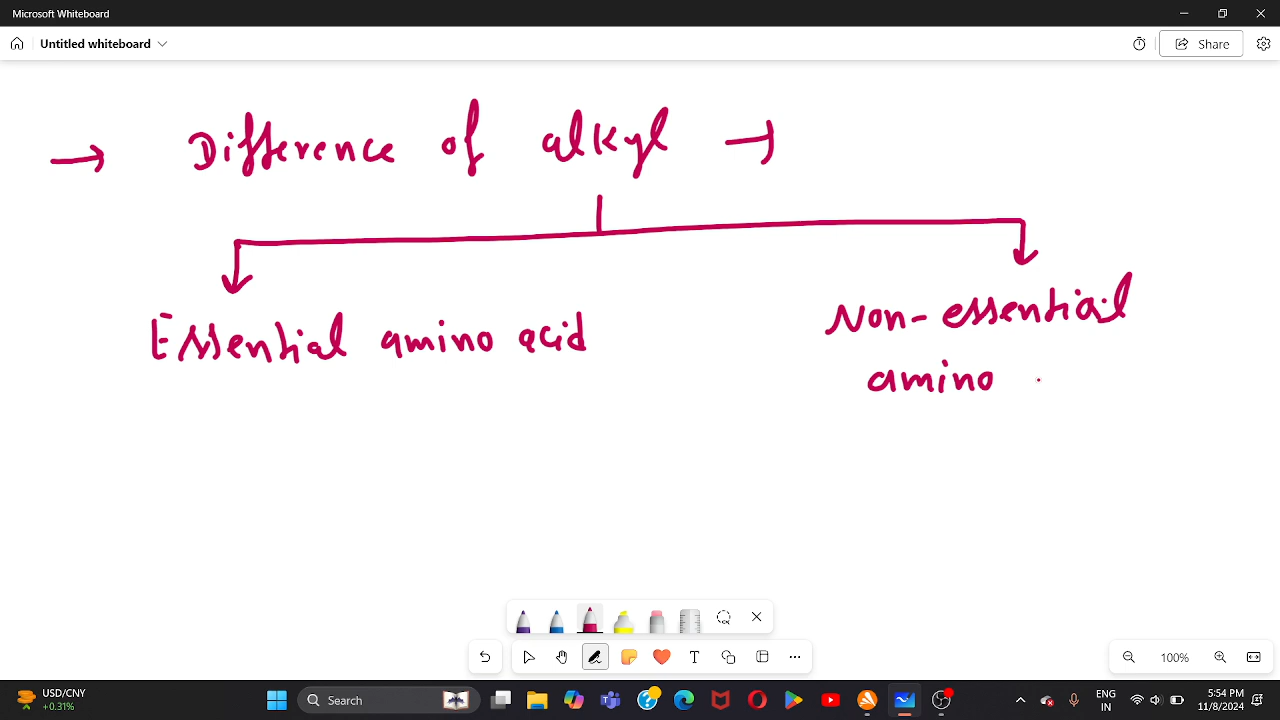 Microsoft Whiteboard
Untitled whiteboard
Share
→ Difference of alkyl →
Essential amino acid
Non-essential
amino
100%
USD/CNY
+0.31%
Search
ENG
IN
5:54 PM
11/8/2024